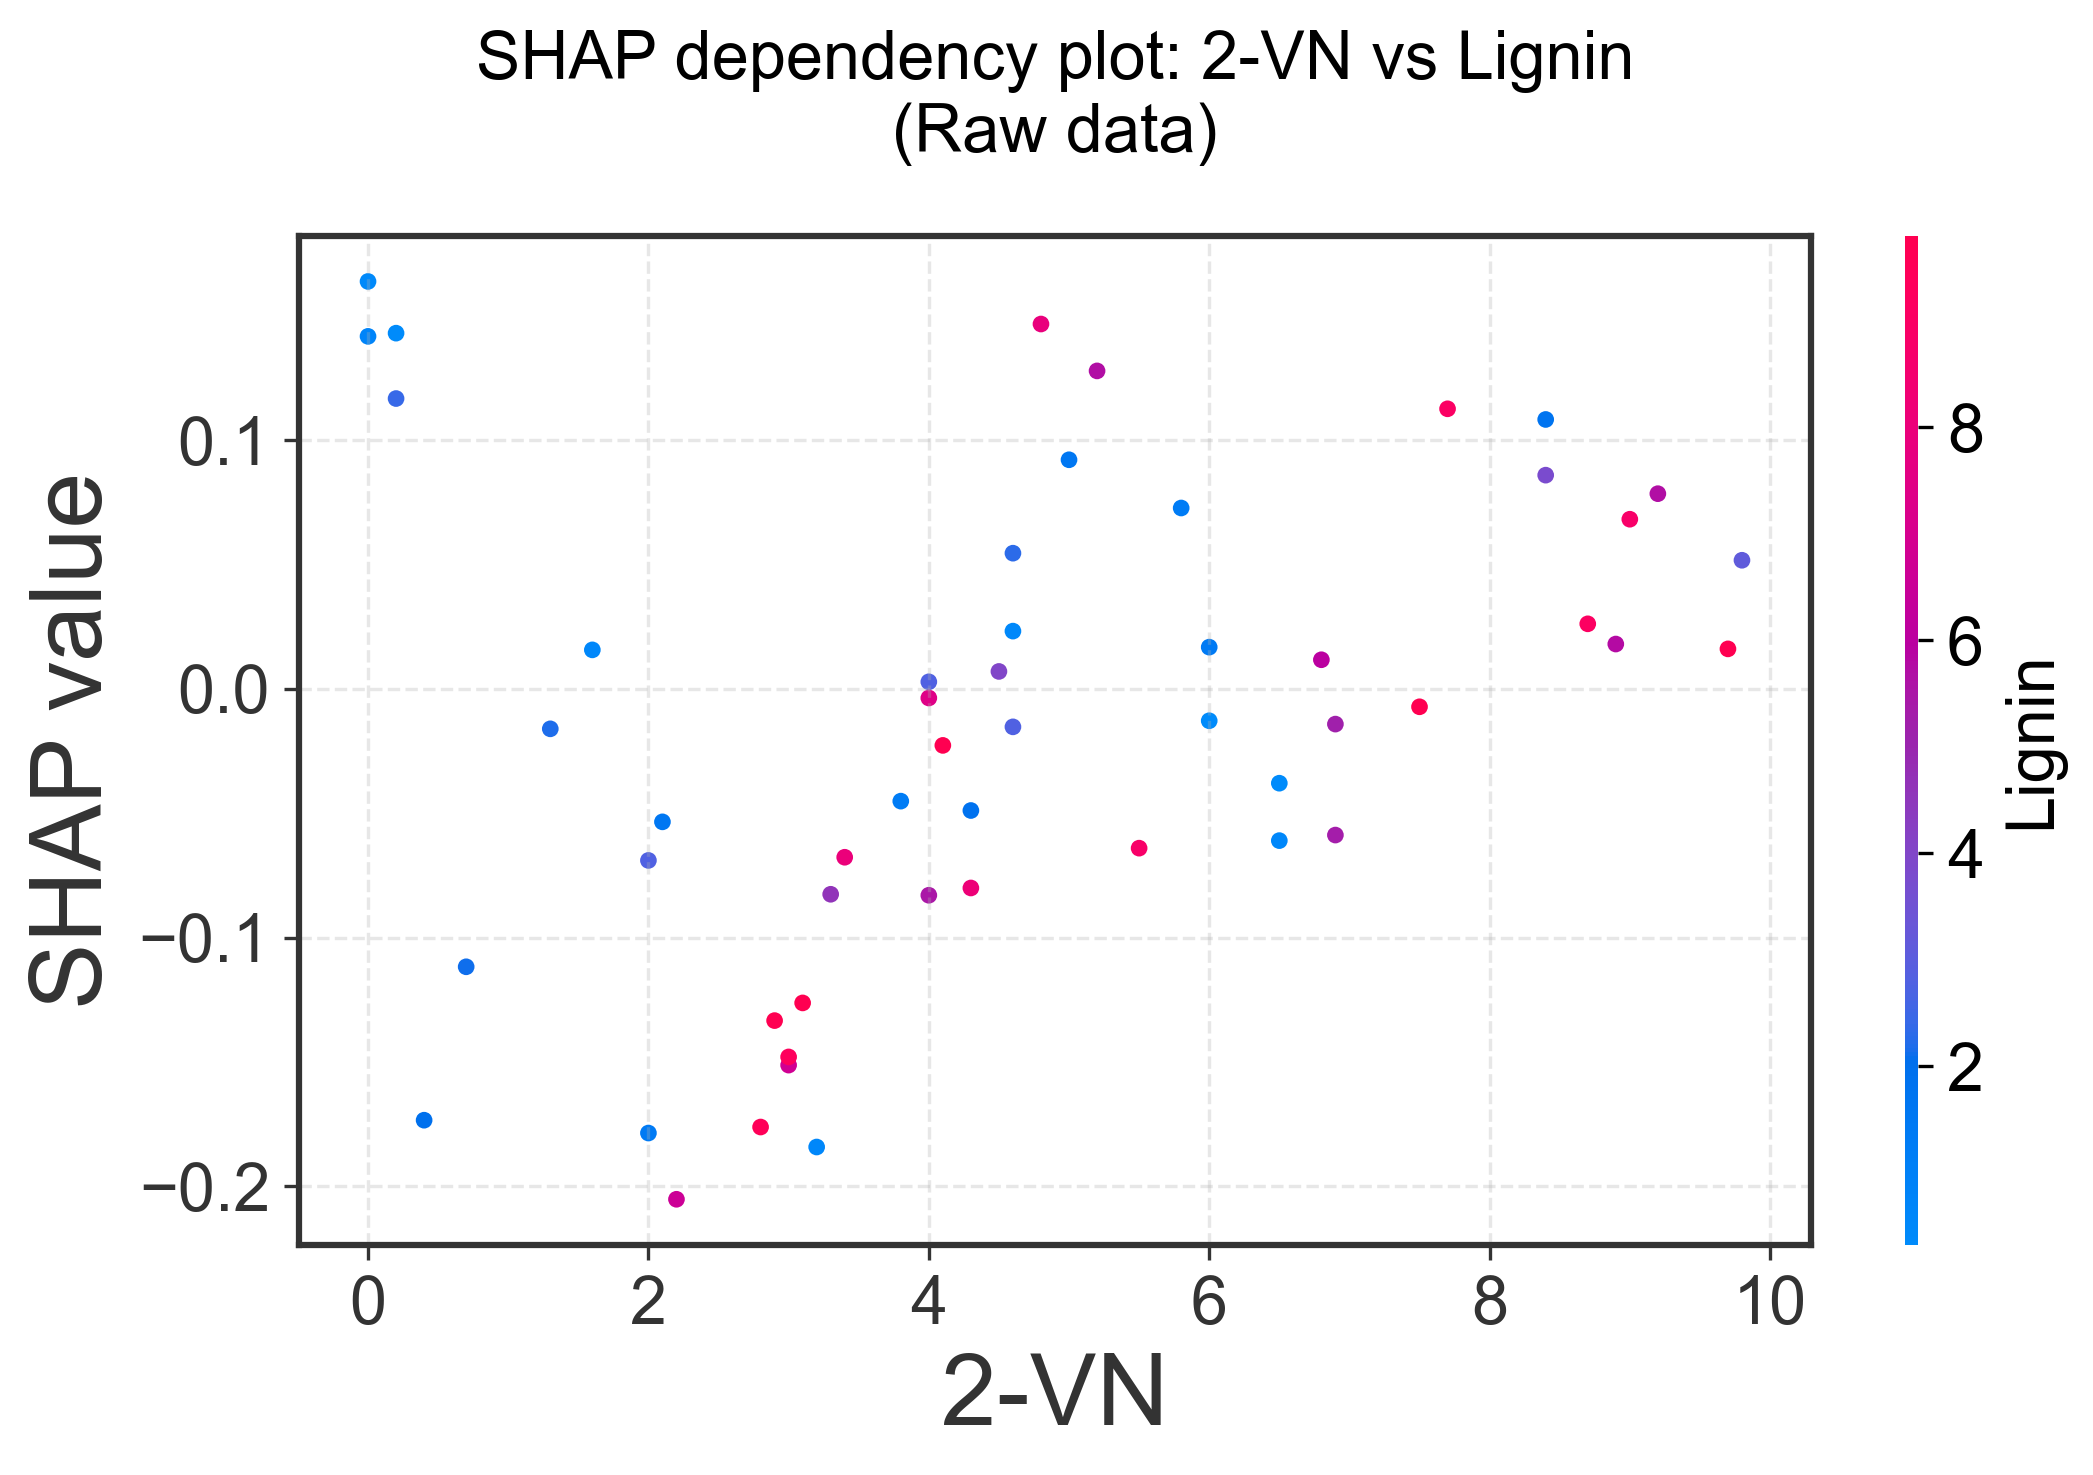 SHAP dependency plot: 2-VN vs Lignin
(Raw data)
SHAP value
0.1
0.0
−0.1
−0.2
0
2
4
6
8
10
2-VN
8
6
4
2
Lignin